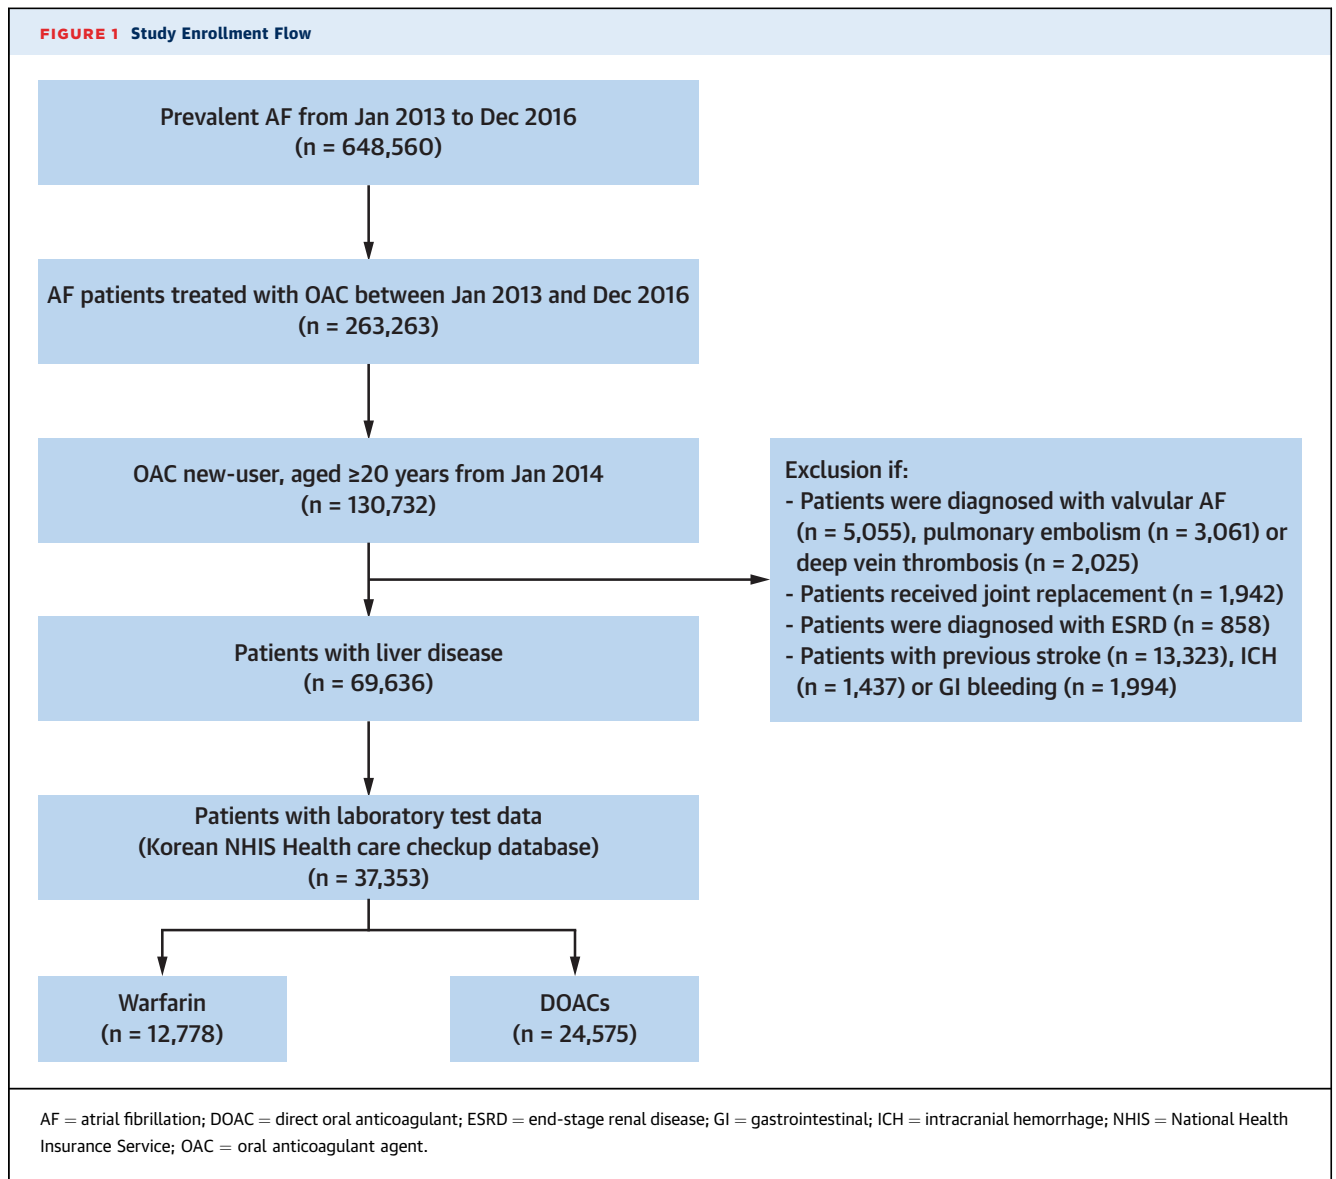 FIGURE 1 Study Enrollment Flow
Prevalent AF from Jan 2013 to Dec 2016
(n = 648,560)
AF patients treated with OAC between Jan 2013 and Dec 2016
(n = 263,263)
OAC new-user, aged ≥20 years from Jan 2014
(n = 130,732)
Exclusion if:
- Patients were diagnosed with valvular AF
(n = 5,055), pulmonary embolism (n = 3,061) or
deep vein thrombosis (n = 2,025)
- Patients received joint replacement (n = 1,942)
- Patients were diagnosed with ESRD (n = 858)
- Patients with previous stroke (n = 13,323), ICH
(n = 1,437) or GI bleeding (n = 1,994)
Patients with liver disease
(n = 69,636)
Patients with laboratory test data
(Korean NHIS Health care checkup database)
(n = 37,353)
Warfarin
(n = 12,778)
DOACs
(n = 24,575)
AF = atrial fibrillation; DOAC = direct oral anticoagulant; ESRD = end-stage renal disease; GI = gastrointestinal; ICH = intracranial hemorrhage; NHIS = National Health
Insurance Service; OAC = oral anticoagulant agent.